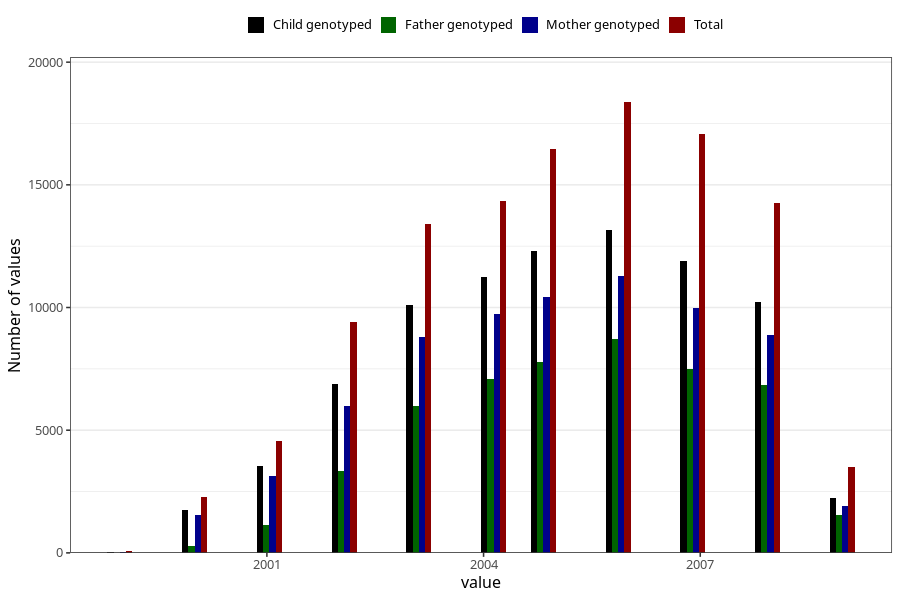 Child genotyped Father genotyped Mother genotyped Total
Number of values
20000
15000
10000
5000
0
2001 2004 2007
value